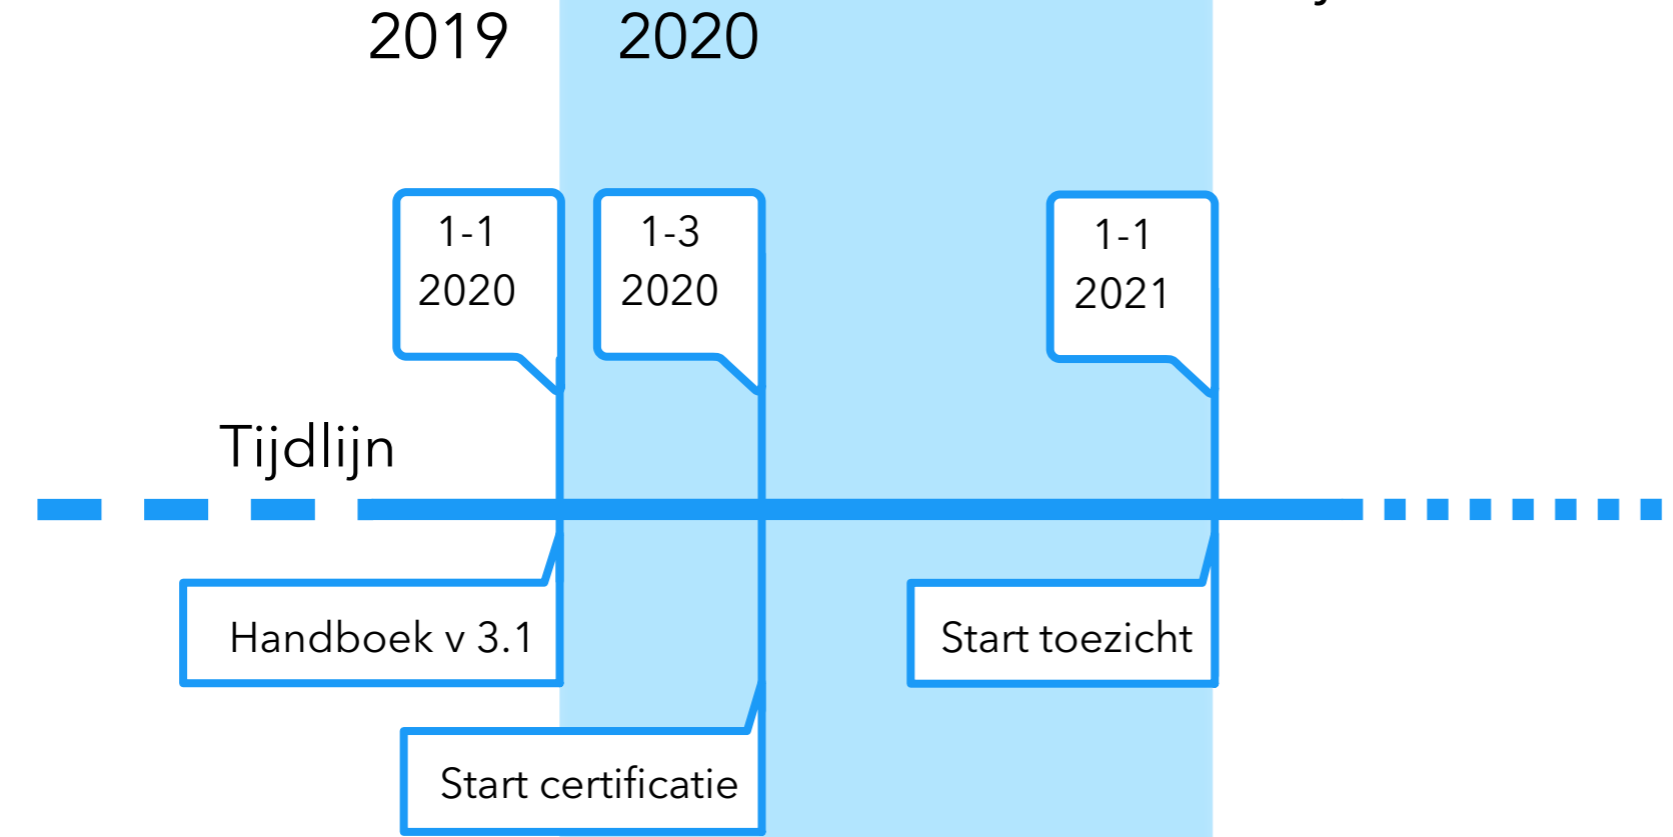 2019
2020
1-1
2020
1-3
2020
1-1
2021
Tijdlijn
Handboek v 3.1
Start toezicht
Start certificatie